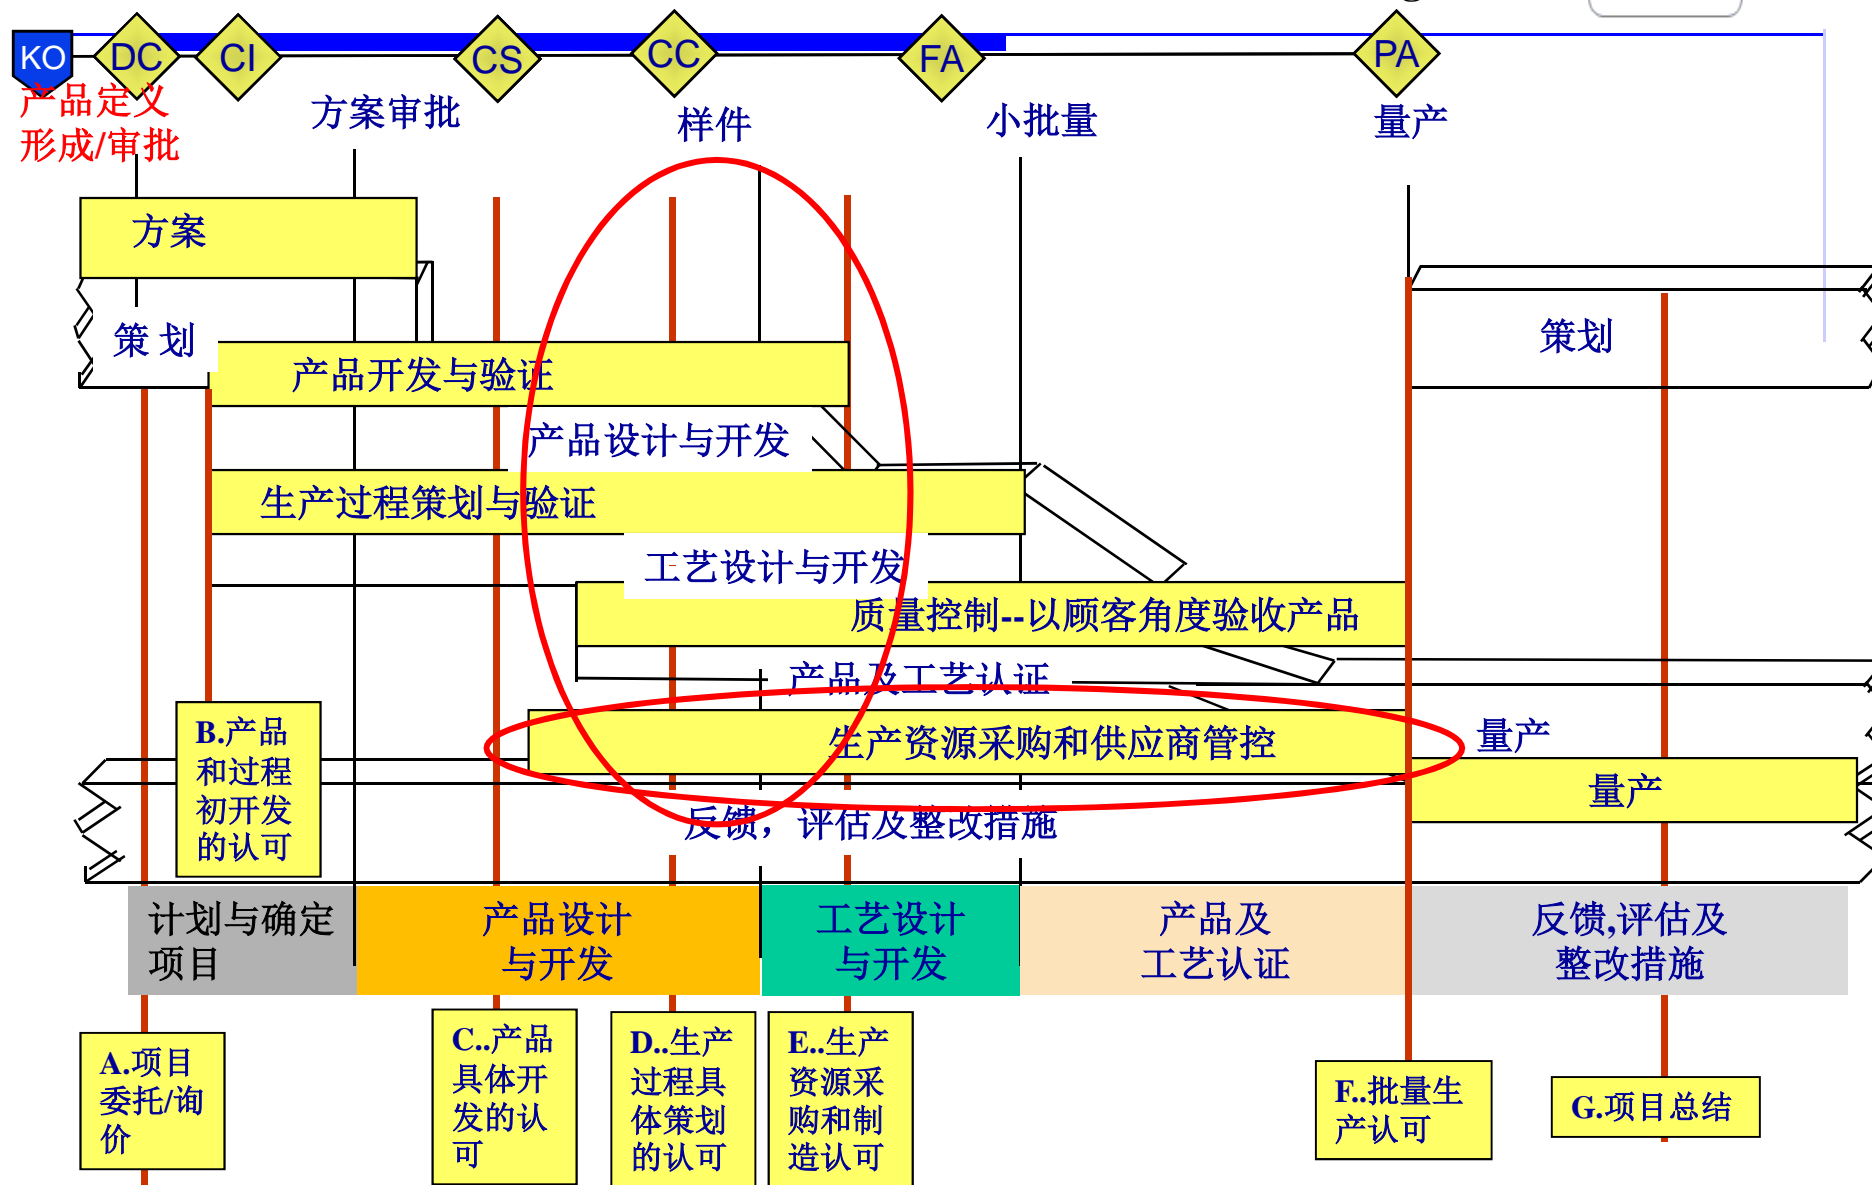 KO
DC
CI
CS
CC
FA
PA
产品定义
形成/审批
方案审批
样件
小批量
量产
方案
策 划
策划
产品开发与验证
产品设计与开发
生产过程策划与验证
工艺设计与开发
质量控制--以顾客角度验收产品
产品及工艺认证
生产资源采购和供应商管控
量产
量产
反馈，评估及整改措施
B.产品
和过程
初开发
的认可
计划与确定
项目
产品设计
与开发
工艺设计
与开发
产品及
工艺认证
反馈,评估及
整改措施
A.项目
委托/询
价
C..产品
具体开
发的认
可
D..生产
过程具
体策划
的认可
E..生产
资源采
购和制
造认可
F..批量生
产认可
G.项目总结